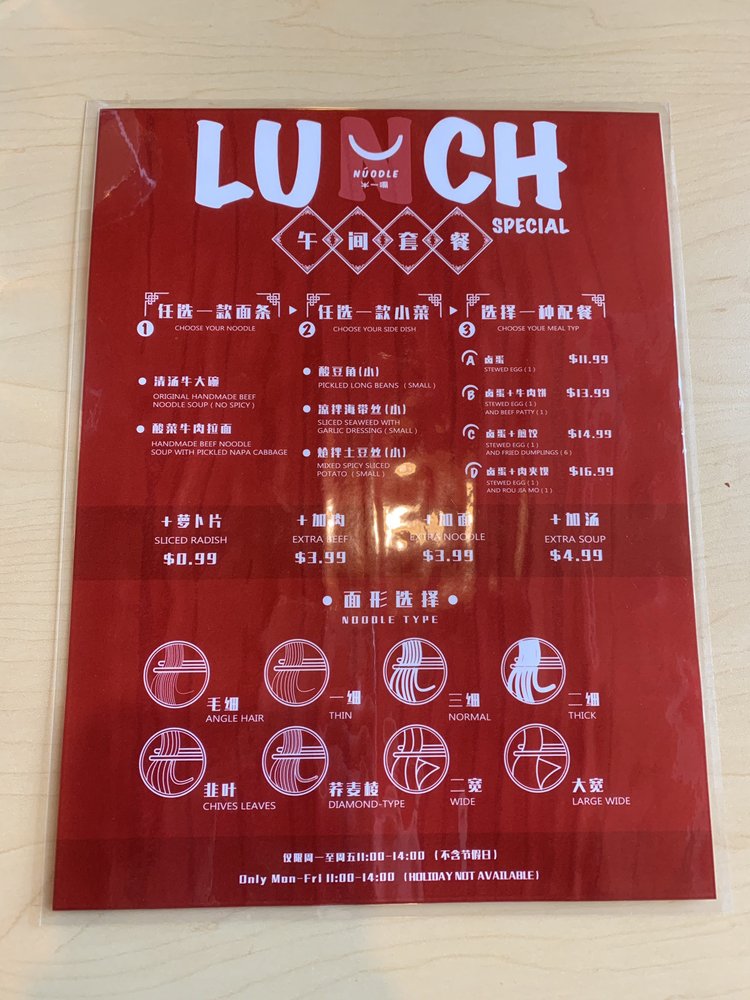 LUNCH
NÚODLE
SPECIAL
午间套餐
1 任选一款面条
CHOOSE YOUR NOODLE
2 任选一款小菜
CHOOSE YOUR SIDE DISH
3 选择一种配餐
CHOOSE YOUE MEAL TYP
清汤牛大碗
ORIGINAL HANDMADE BEEF
NOODLE SOUP ( NO SPICY )
酸菜牛肉拉面
HANDMADE BEEF NOODLE
SOUP WITH PICKLED NAPA CABBAGE
酸豆角(小)
PICKLED LONG BEANS ( SMALL )
凉拌海带丝(小)
SLICED SEAWEED WITH
GARLIC DRESSING ( SMALL )
炝拌土豆丝(小)
MIXED SPICY SLICED
POTATO ( SMALL )
A 卤蛋 $11.99
STEWED EGG ( 1 )
B 卤蛋+牛肉饼 $13.99
STEWED EGG ( 1 )
AND BEEF PATTY ( 1 )
C 卤蛋+煎饺 $14.99
STEWED EGG ( 1 )
AND FRIED DUMPLINGS ( 6 )
D 卤蛋+肉夹馍 $16.99
STEWED EGG ( 1 )
AND ROU JIA MO ( 1 )
+萝卜片
SLICED RADISH
$0.99
+加肉
EXTRA BEEF
$3.99
+加面
EXTRA NOODLE
$3.99
+加汤
EXTRA SOUP
$4.99
面形选择
NOODLE TYPE
毛细
ANGLE HAIR
一细
THIN
三细
NORMAL
二细
THICK
韭叶
CHIVES LEAVES
荞麦棱
DIAMOND-TYPE
二宽
WIDE
大宽
LARGE WIDE
仅限周一至周五11:00-14:00 (不含节假日)
Only Mon-Fri 11:00-14:00 (HOLIDAY NOT AVAILABLE)